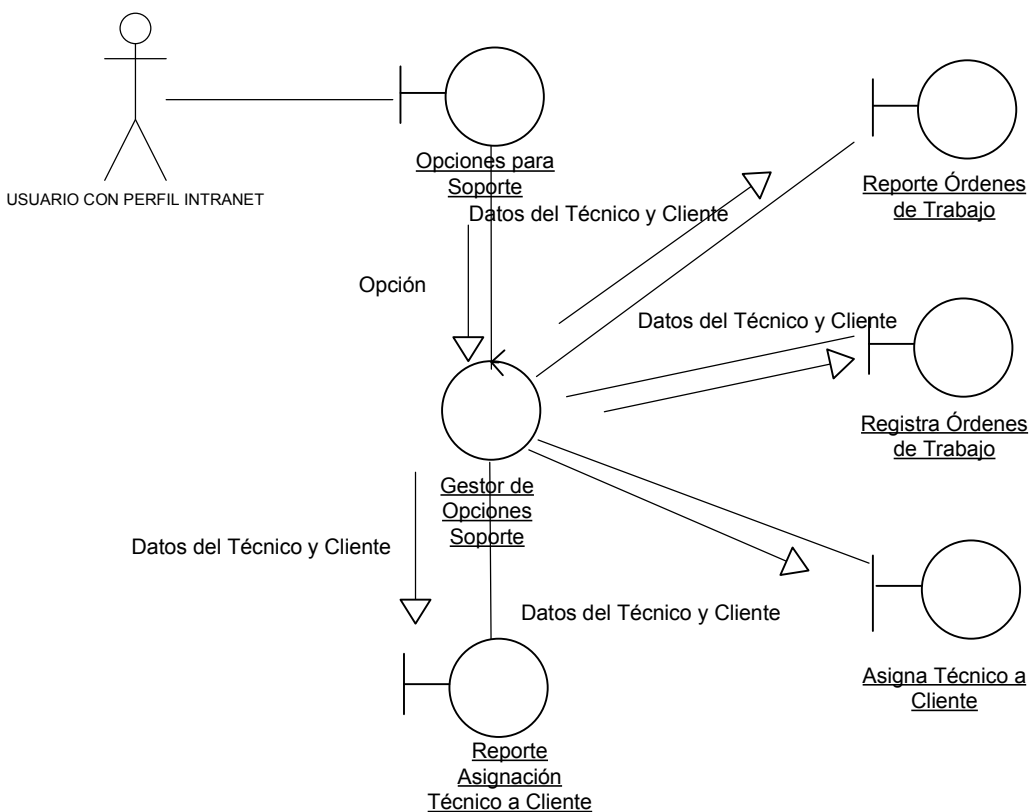 Opciones para
Soporte
USUARIO CON PERFIL INTRANET
Reporte Órdenes
de Trabajo
Datos del Técnico y Cliente
Opción
Datos del Técnico y Cliente
Registra Órdenes
de Trabajo
Gestor de
Opciones
Soporte
Datos del Técnico y Cliente
Datos del Técnico y Cliente
Asigna Técnico a
Cliente
Reporte
Asignación
Técnico a Cliente